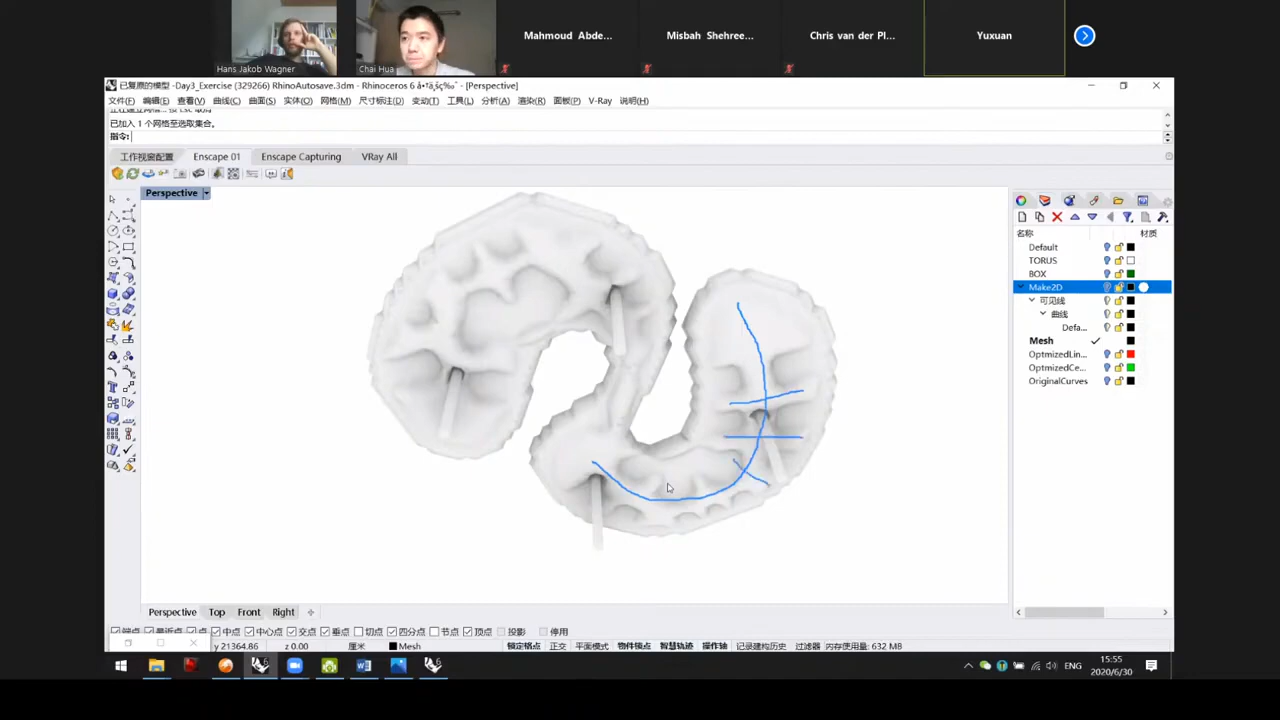 Mahmoud Abde...
Misbah Shehree...
Chris van der Pl...
Yuxuan
Hans Jakob Wagner
Chai Hua
已复原的模型 -Day3_Exercise (329266) RhinoAutosave.3dm - Rhinoceros 6
- [Perspective]
文件(F) 编辑(E) 查看(V) 曲线(C) 曲面(S) 实体(O) 网格(M) 尺寸标注(D) 变动(T) 工具(L) 分析(A) 渲染(R) 面板(P) V-Ray 说明(H)
已加入 1 个网格至选取集合。
指令:
工作视窗配置 Enscape 01 Enscape Capturing VRay All
Perspective
名称 材质
Default
TORUS
BOX
Make2D
可见线
曲线
Defa...
Mesh
OptmizedLin...
OptmizedCe...
OriginalCurves
Perspective Top Front Right
端点 最近点 点 中点 中心点 交点 垂点 切点 四分点 节点 顶点 投影 停用
y 21364.86 z 0.00 厘米 Mesh 锁定格点 正交 平面模式 物件锁点 智慧轨迹 操作轴 记录建构历史 过滤器 内存使用量: 632 MB
ENG
15:55
2020/6/30